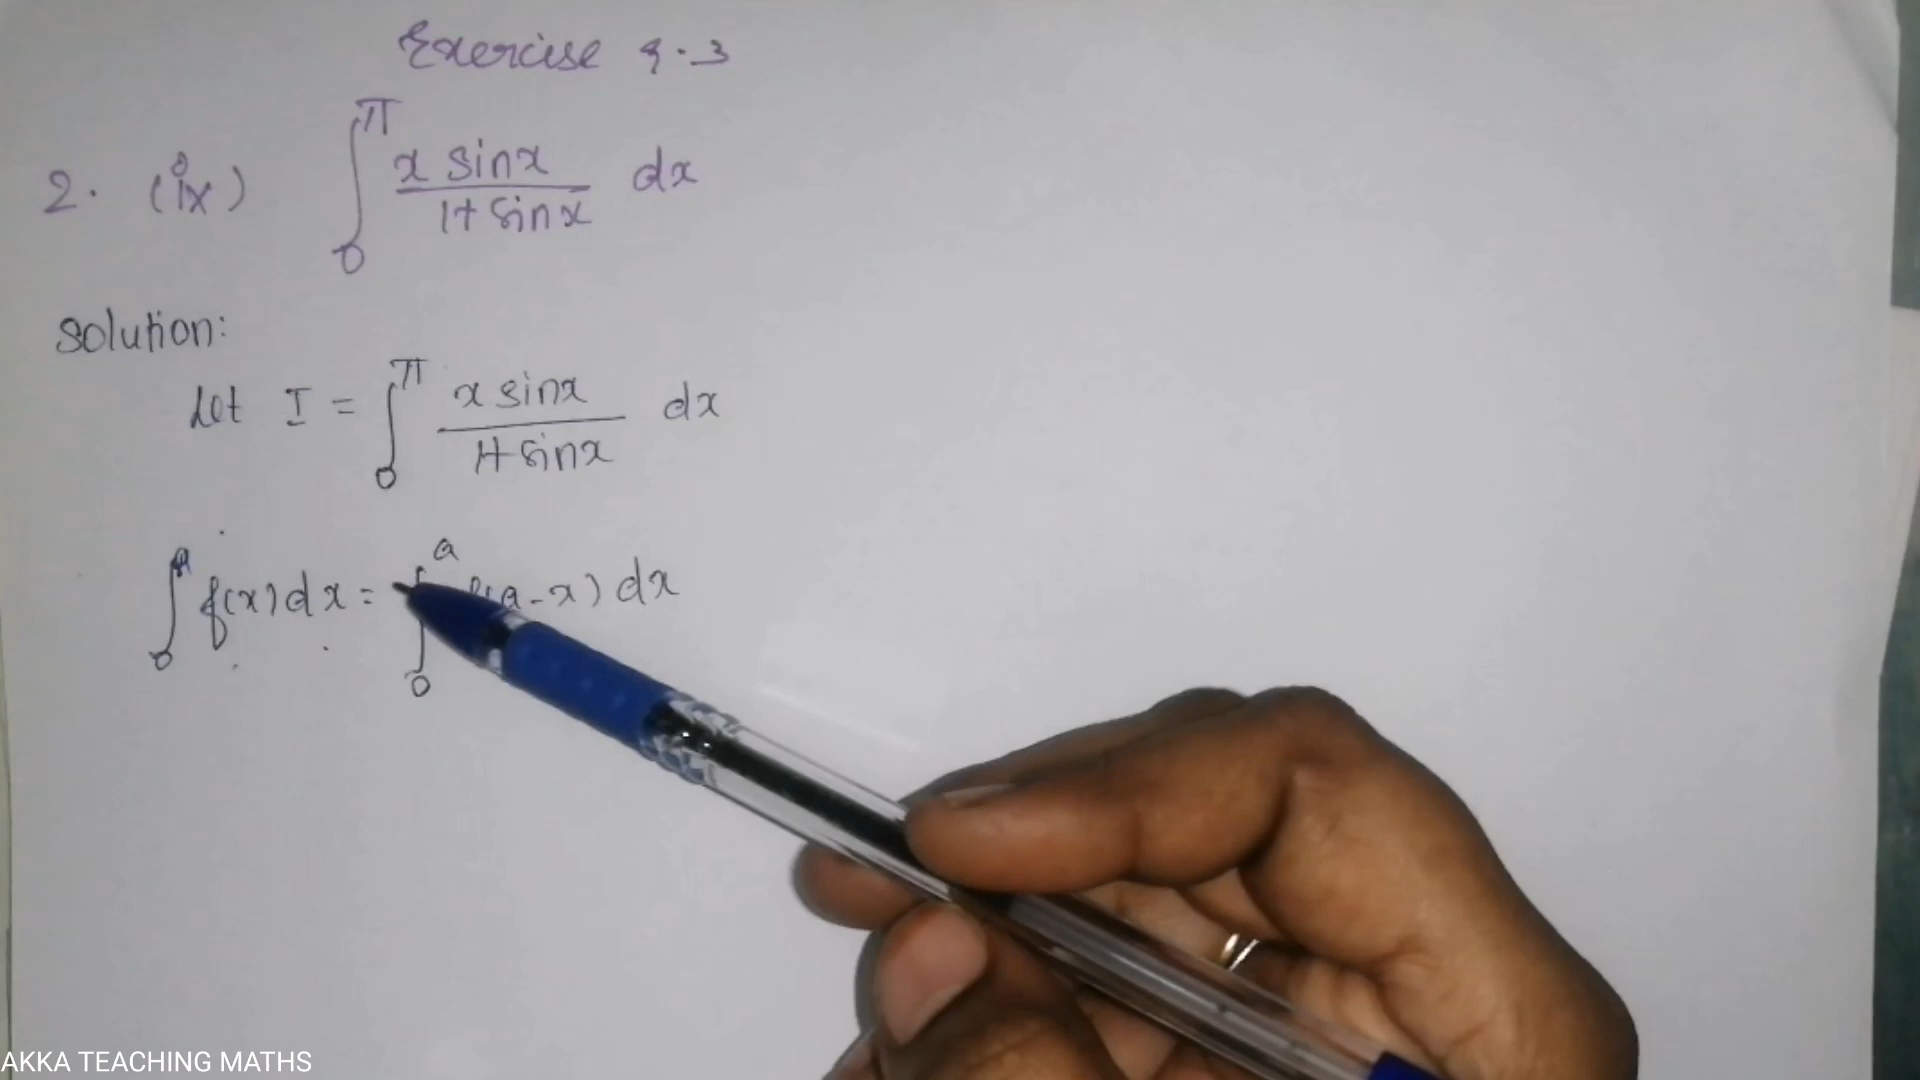 Exercise 9.3
2. (ix) ∫₀^π x sinx / 1+sinx dx
Solution:
Let I = ∫₀^π x sinx / 1+sinx dx
∫₀^a f(x)dx = ∫₀^a f(a-x) dx
AKKA TEACHING MATHS